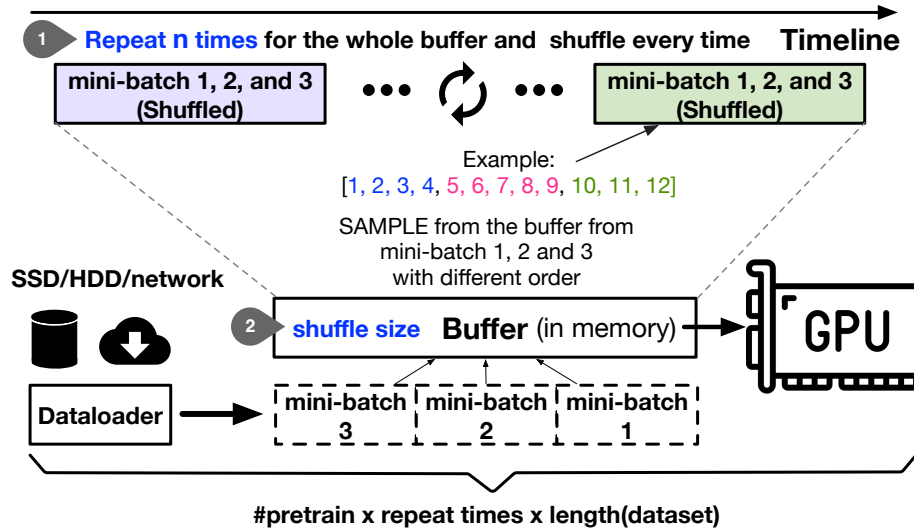 1 Repeat n times for the whole buffer and shuffle every time Timeline
mini-batch 1, 2, and 3
(Shuffled)
••• ••• 
mini-batch 1, 2, and 3
(Shuffled)
Example:
[1, 2, 3, 4, 5, 6, 7, 8, 9, 10, 11, 12]
SAMPLE from the buffer from
mini-batch 1, 2 and 3
with different order
SSD/HDD/network
2 shuffle size Buffer (in memory)
GPU
Dataloader
mini-batch
3
mini-batch
2
mini-batch
1
#pretrain x repeat times x length(dataset)